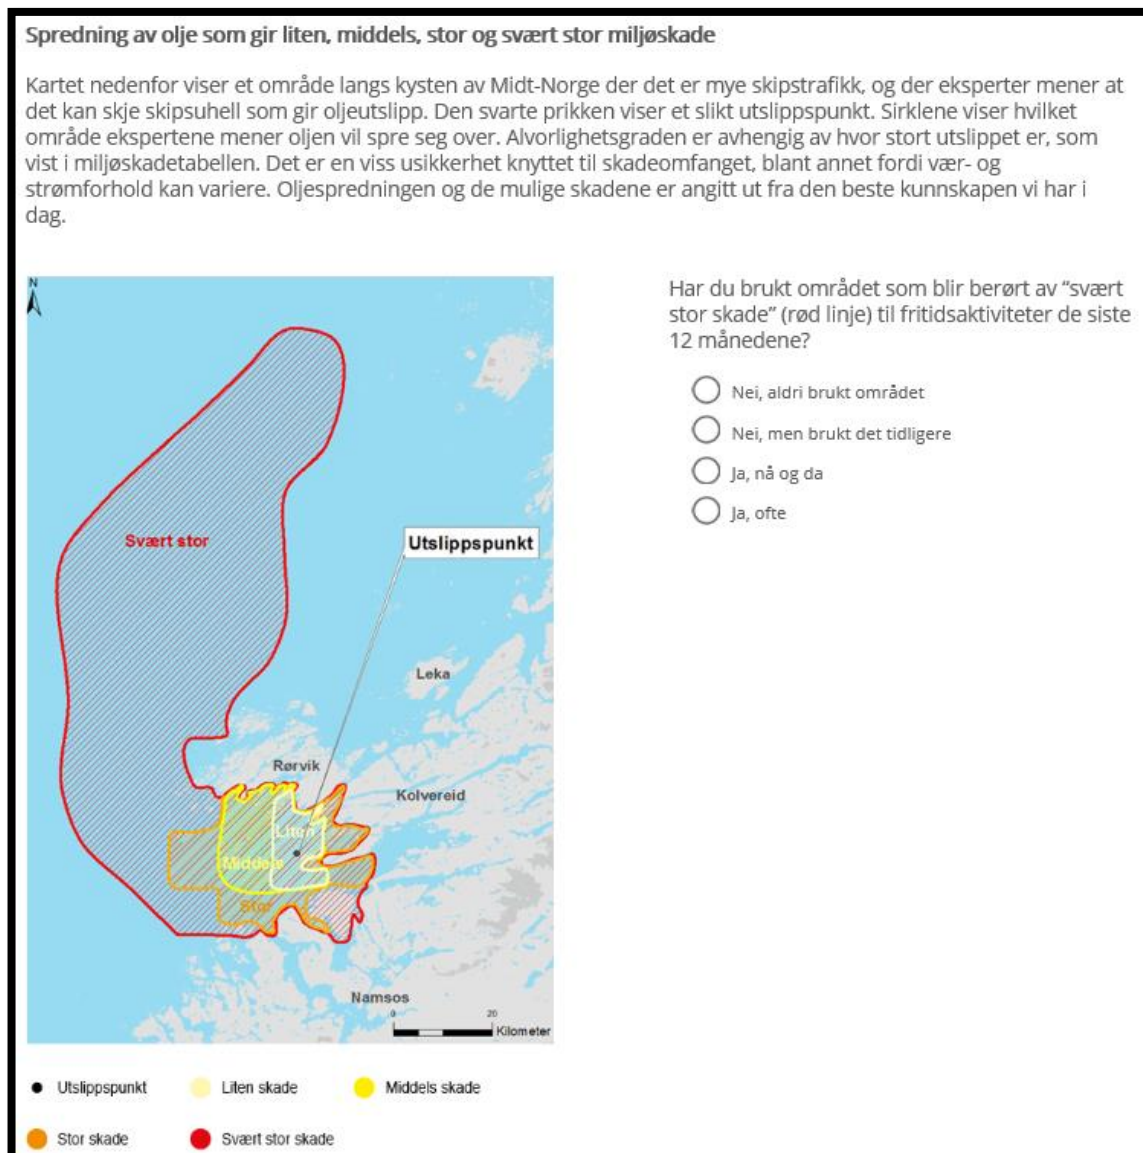 Spredning av olje som gir liten, middels, stor og svært stor miljøskade
Kartet nedenfor viser et område langs kysten av Midt-Norge der det er mye skipstrafikk, og der eksperter mener at
det kan skje skipsuhell som gir oljeutslipp. Den svarte prikken viser et slikt utslippspunkt. Sirklene viser hvilket
område ekspertene mener oljen vil spre seg over. Alvorlighetsgraden er avhengig av hvor stort utslippet er, som
vist i miljøskadetabellen. Det er en viss usikkerhet knyttet til skadeomfanget, blant annet fordi vær- og
strømforhold kan variere. Oljespredningen og de mulige skadene er angitt ut fra den beste kunnskapen vi har i
dag.
N
Svært stor
Utslippspunkt
Leka
Rørvik
Kolvereid
Liten
Middels
Stor
Namsos
0 20
Kilometer
Utslippspunkt
Liten skade
Middels skade
Stor skade
Svært stor skade
Har du brukt området som blir berørt av “svært
stor skade” (rød linje) til fritidsaktiviteter de siste
12 månedene?
Nei, aldri brukt området
Nei, men brukt det tidligere
Ja, nå og da
Ja, ofte